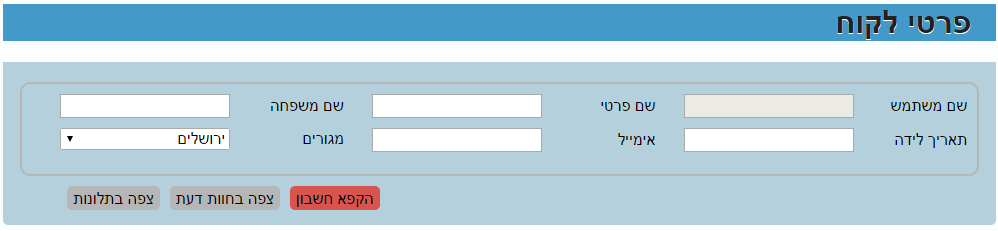 פרטי לקוח
שם משתמש שם פרטי שם משפחה
תאריך לידה אימייל מגורים ירושלים
הקפא חשבון צפה בחוות דעת צפה בתלונות